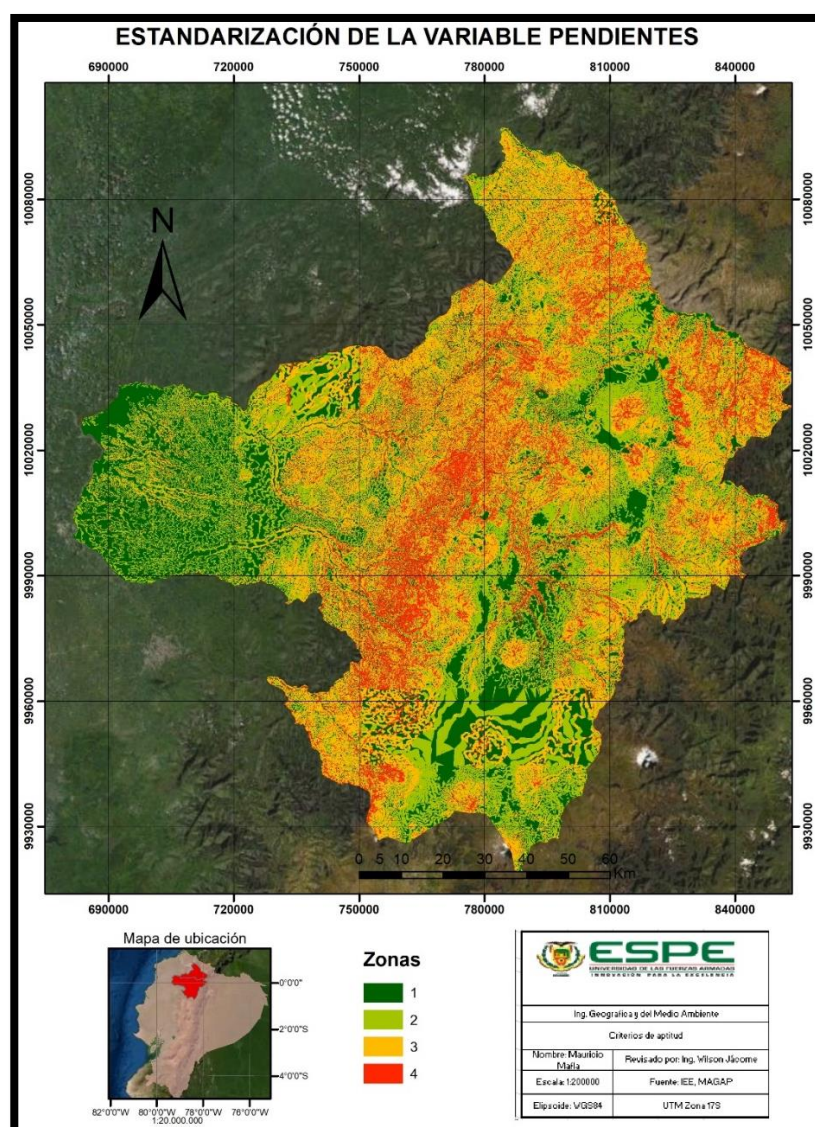 ESTANDARIZACIÓN DE LA VARIABLE PENDIENTES
690000 720000 750000 780000 810000 840000
10080000 10080000
N
10050000 10050000
10020000 10020000
9990000 9990000
9960000 9960000
9930000 9930000
0 5 10 20 30 40 50 60
Km
690000 720000 750000 780000 810000 840000
Mapa de ubicación
0°0'0"
2°0'0"S
4°0'0"S
82°0'0"W 80°0'0"W 78°0'0"W 76°0'0"W
1:20.000.000
Zonas
1
2
3
4
ESPE
UNIVERSIDAD DE LAS FUERZAS ARMADAS
INNOVACIÓN PARA LA EXCELENCIA
Ing. Geografica y del Medio Ambiente
Criterios de aptitud
Nombre: Mauricio Mafla
Revisado por: Ing. Wilson Jácome
Escala: 1:200000
Fuente: IEE, MAGAP
Elipsoide: WGS84
UTM Zona 17S